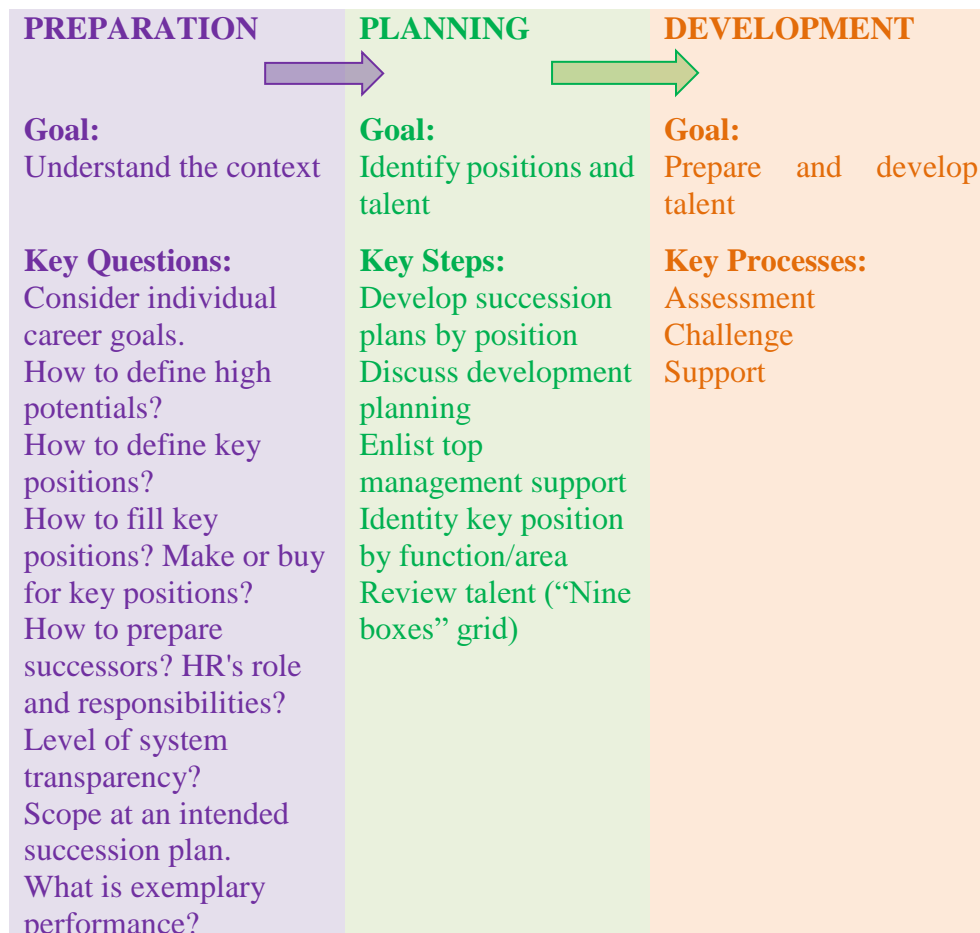 PREPARATION
Goal:
Understand the context
Key Questions:
Consider individual
career goals.
How to define high
potentials?
How to define key
positions?
How to fill key
positions? Make or buy
for key positions?
How to prepare
successors? HR's role
and responsibilities?
Level of system
transparency?
Scope at an intended
succession plan.
What is exemplary
performance?
PLANNING
Goal:
Identify positions and
talent
Key Steps:
Develop succession
plans by position
Discuss development
planning
Enlist top
management support
Identity key position
by function/area
Review talent (“Nine
boxes” grid)
DEVELOPMENT
Goal:
Prepare and develop
talent
Key Processes:
Assessment
Challenge
Support